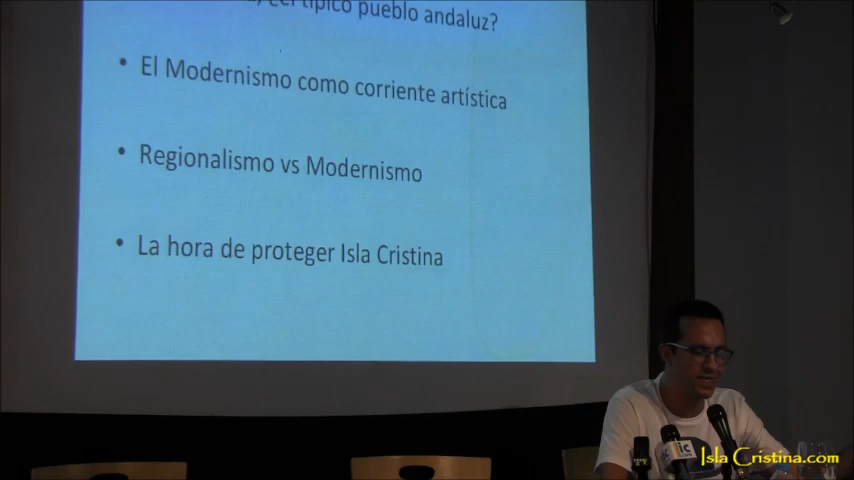 ¿el típico pueblo andaluz?
• El Modernismo como corriente artística
• Regionalismo vs Modernismo
• La hora de proteger Isla Cristina
ic
Isla Cristina.com